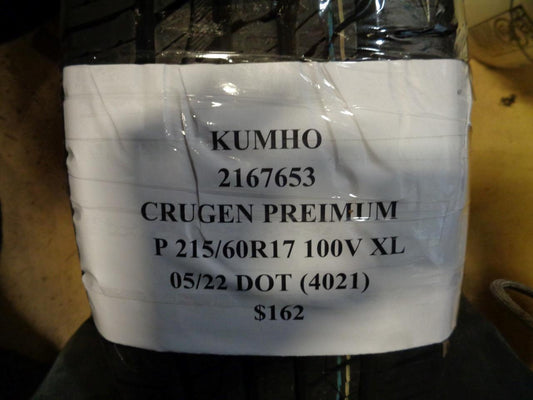 KUMHO
2167653
CRUGEN PREIMUM
P 215/60R17 100V XL
05/22 DOT (4021)
$162